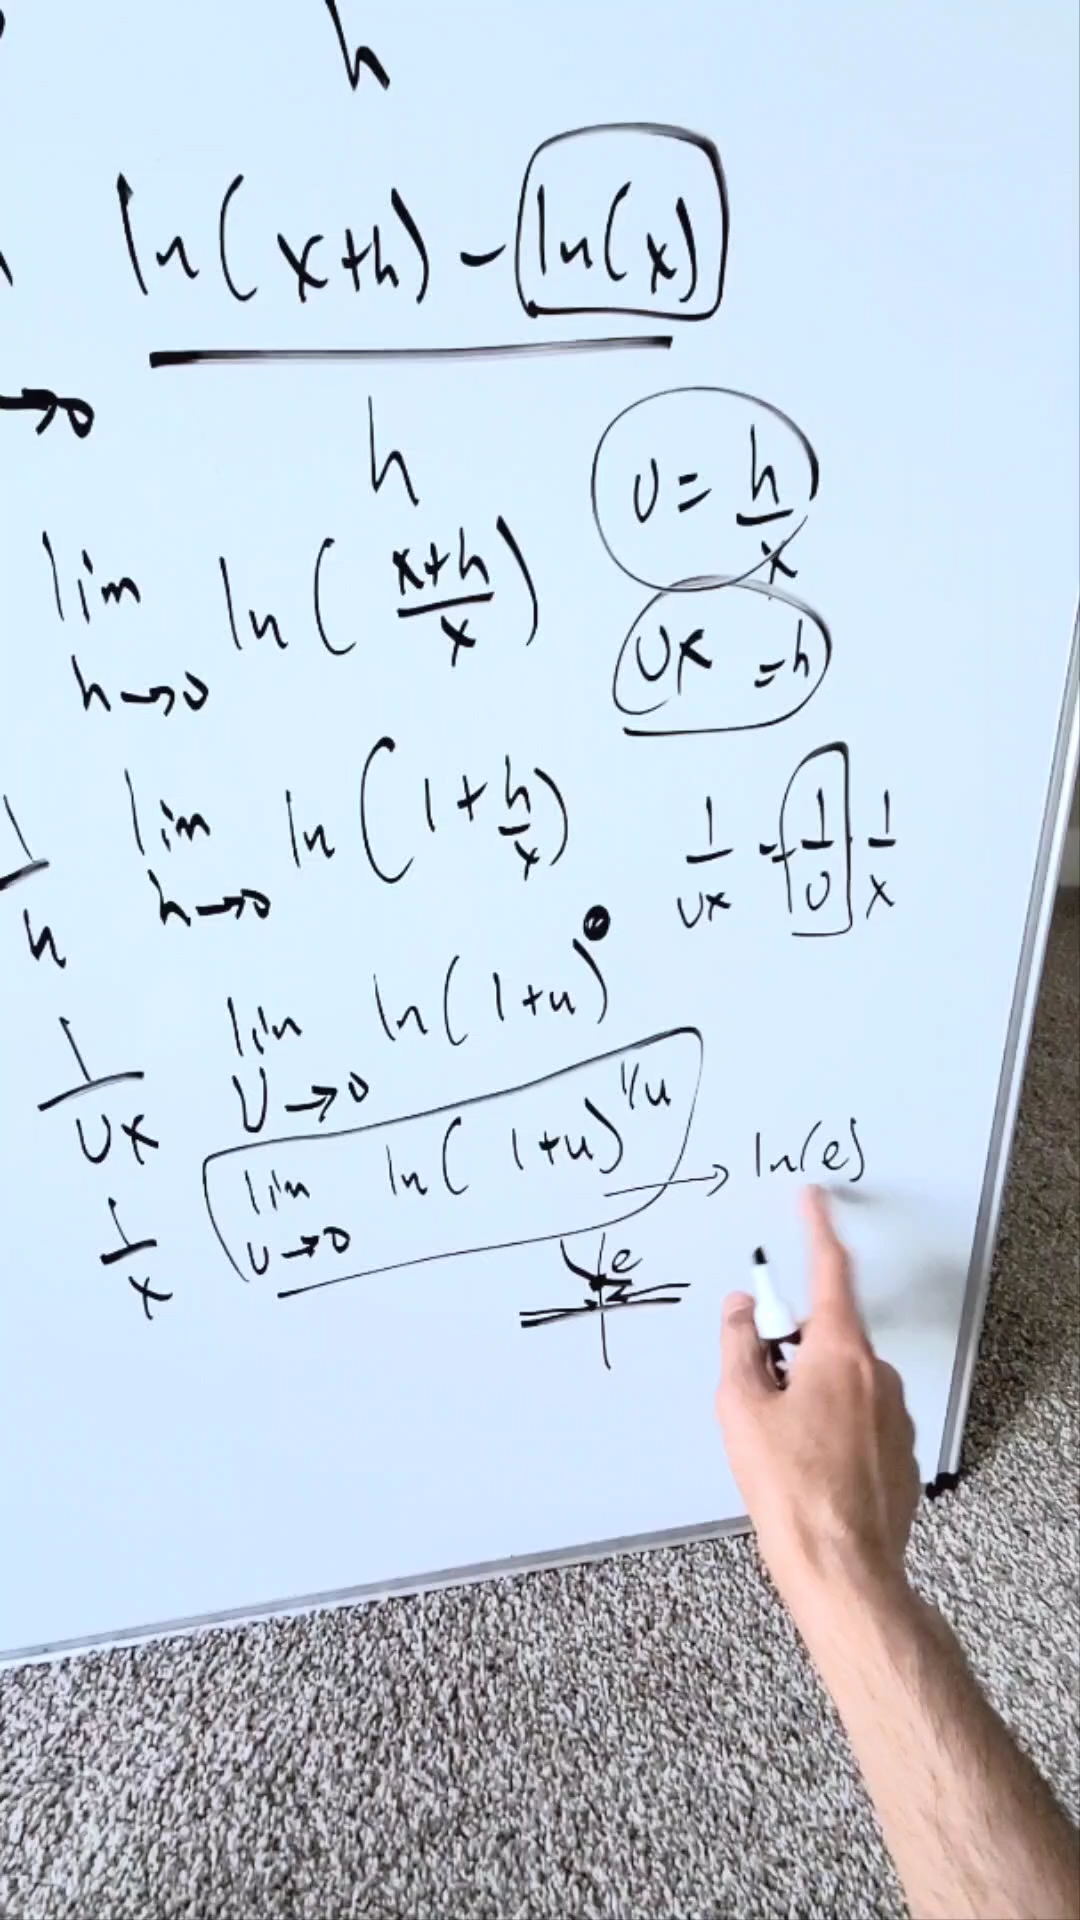 h
ln(x+h) - ln(x)
→0
h
U = h/x
lim ln( x+h/x )
h→0
UX = h
1/h lim ln( 1 + h/x )
h→0
1/UX = 1/U · 1/X
1/UX lim ln( 1+u )
U→0
1/x lim ln( 1+u )^1/u → ln(e)
U→0
e